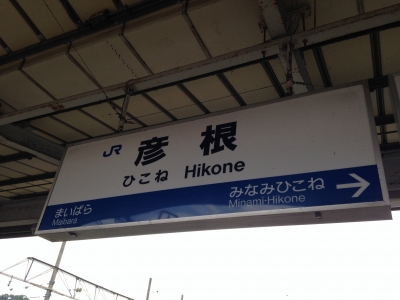 JR 彦根
ひこね Hikone
まいばら みなみひこね →
Maibara Minami-Hikone